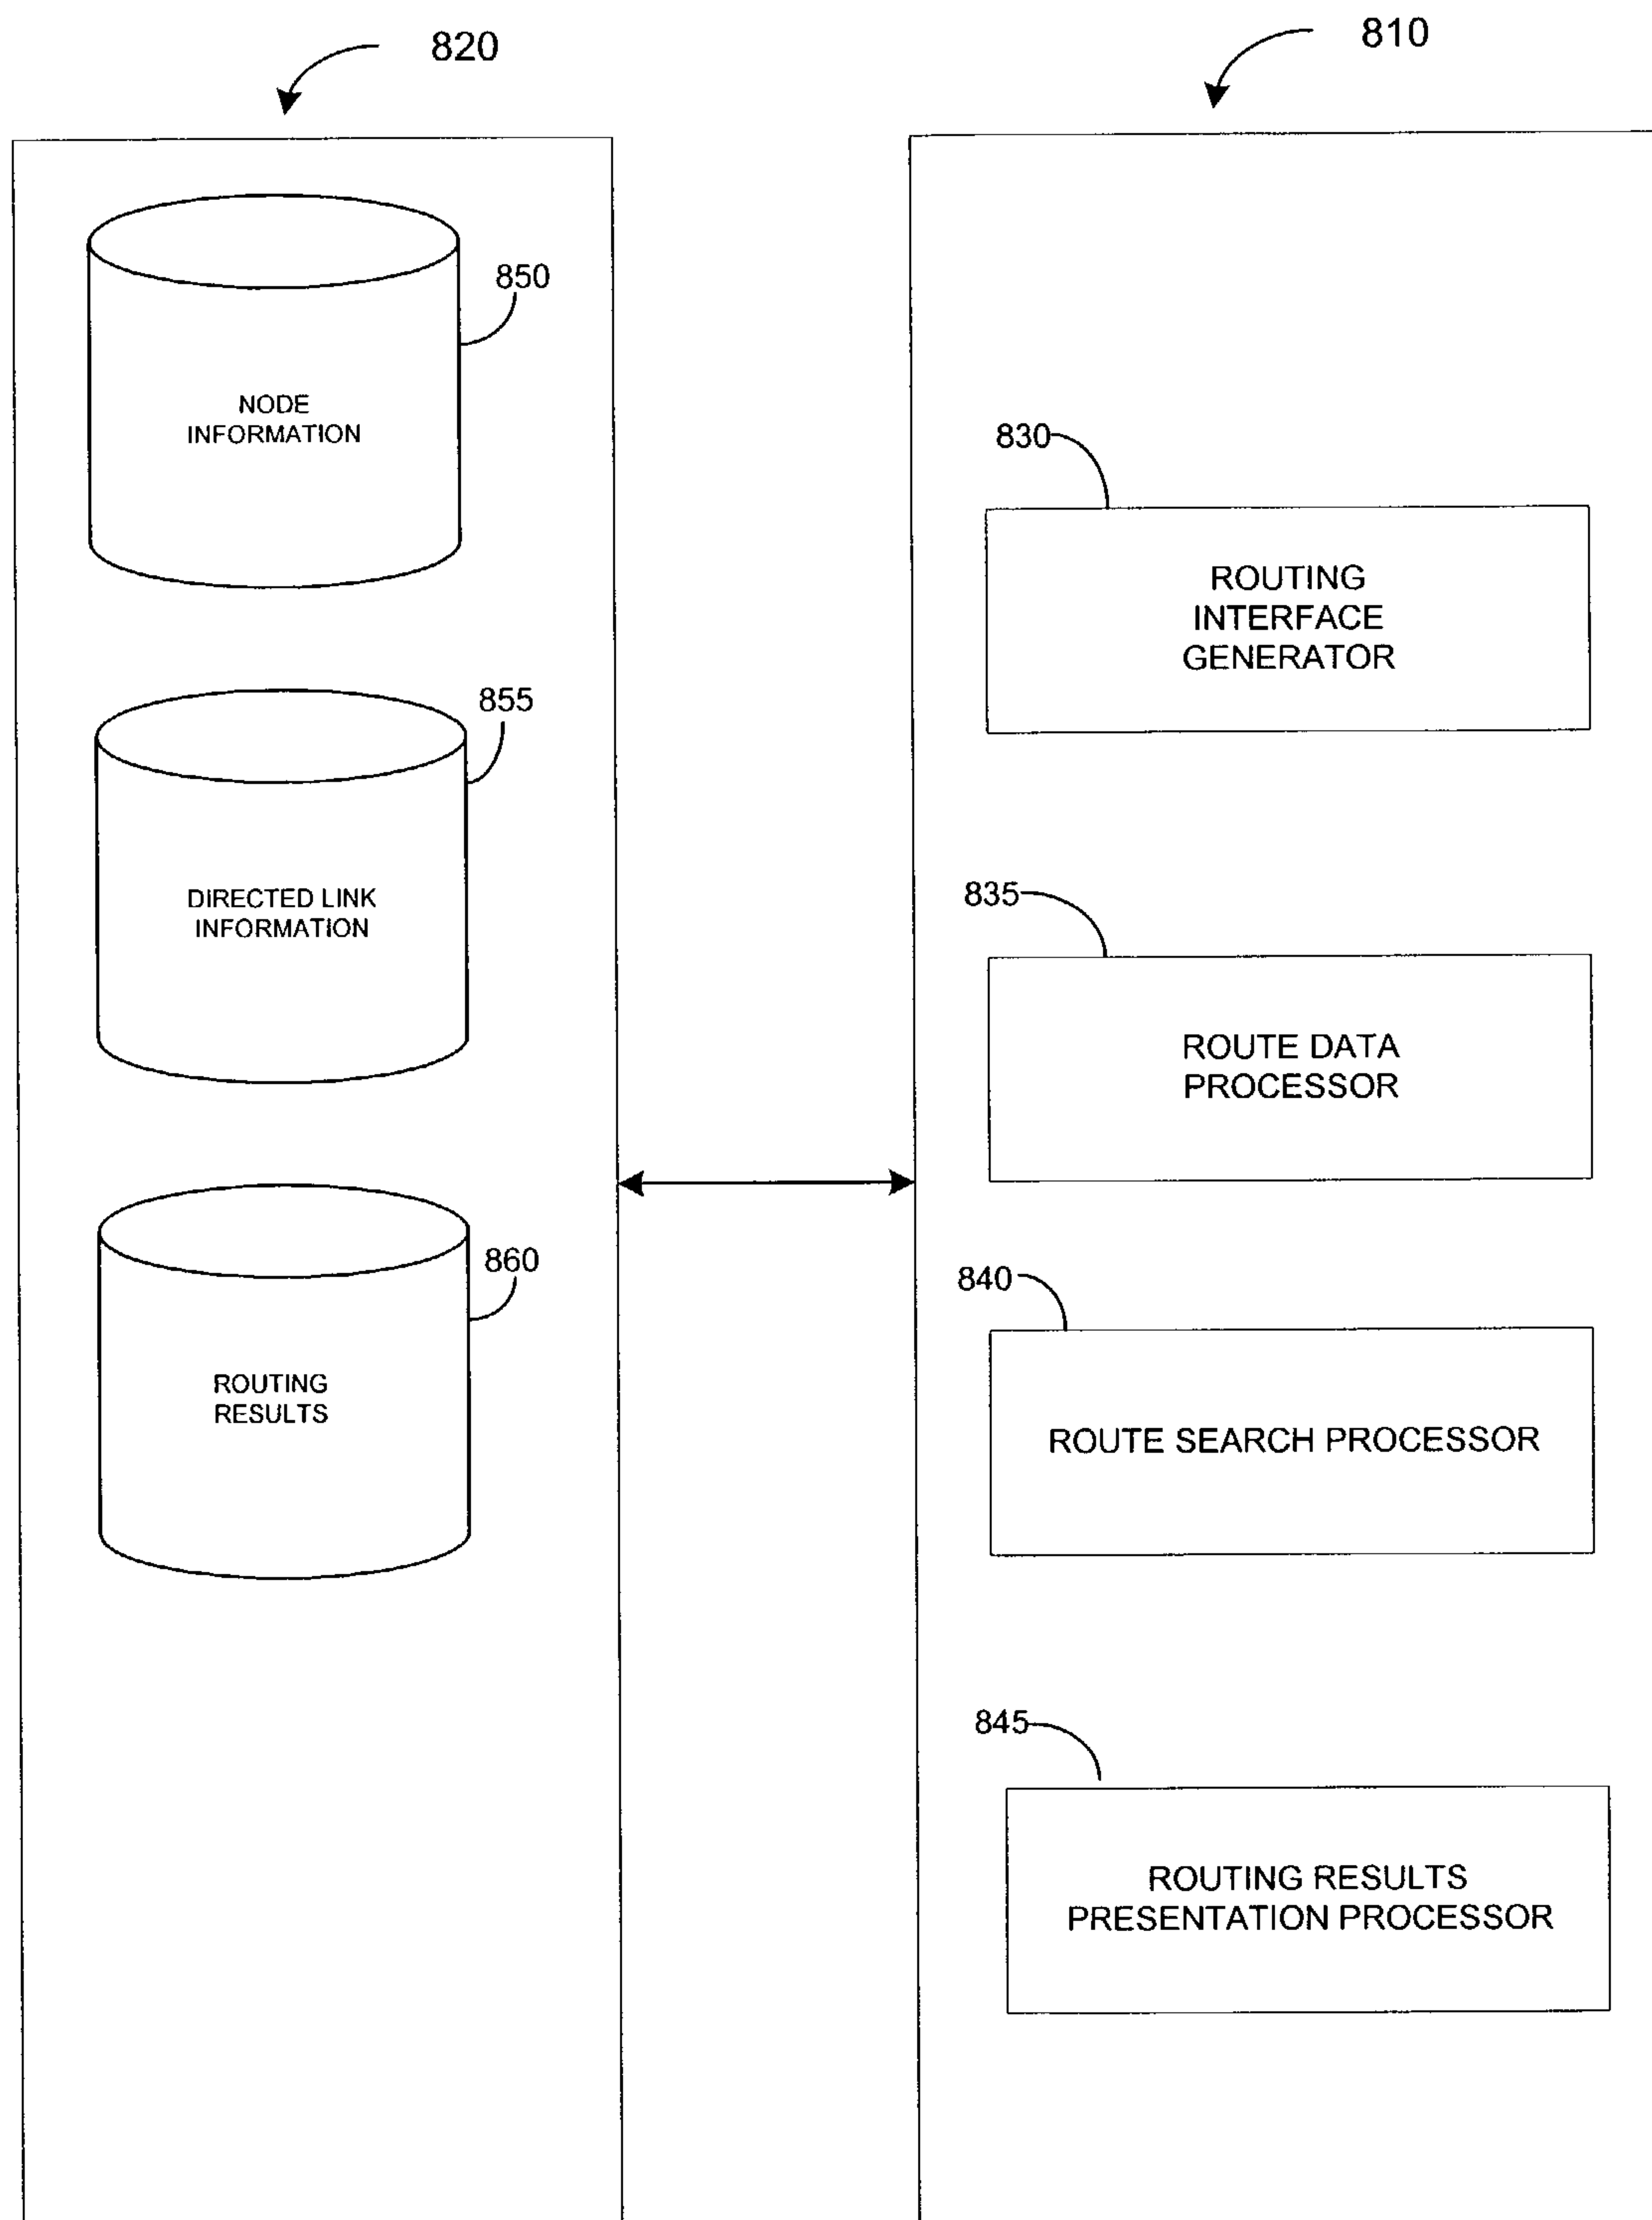 820
810
850
NODE
INFORMATION
830
ROUTING
INTERFACE
GENERATOR
855
DIRECTED LINK
INFORMATION
835
ROUTE DATA
PROCESSOR
860
ROUTING
RESULTS
840
ROUTE SEARCH PROCESSOR
845
ROUTING RESULTS
PRESENTATION PROCESSOR